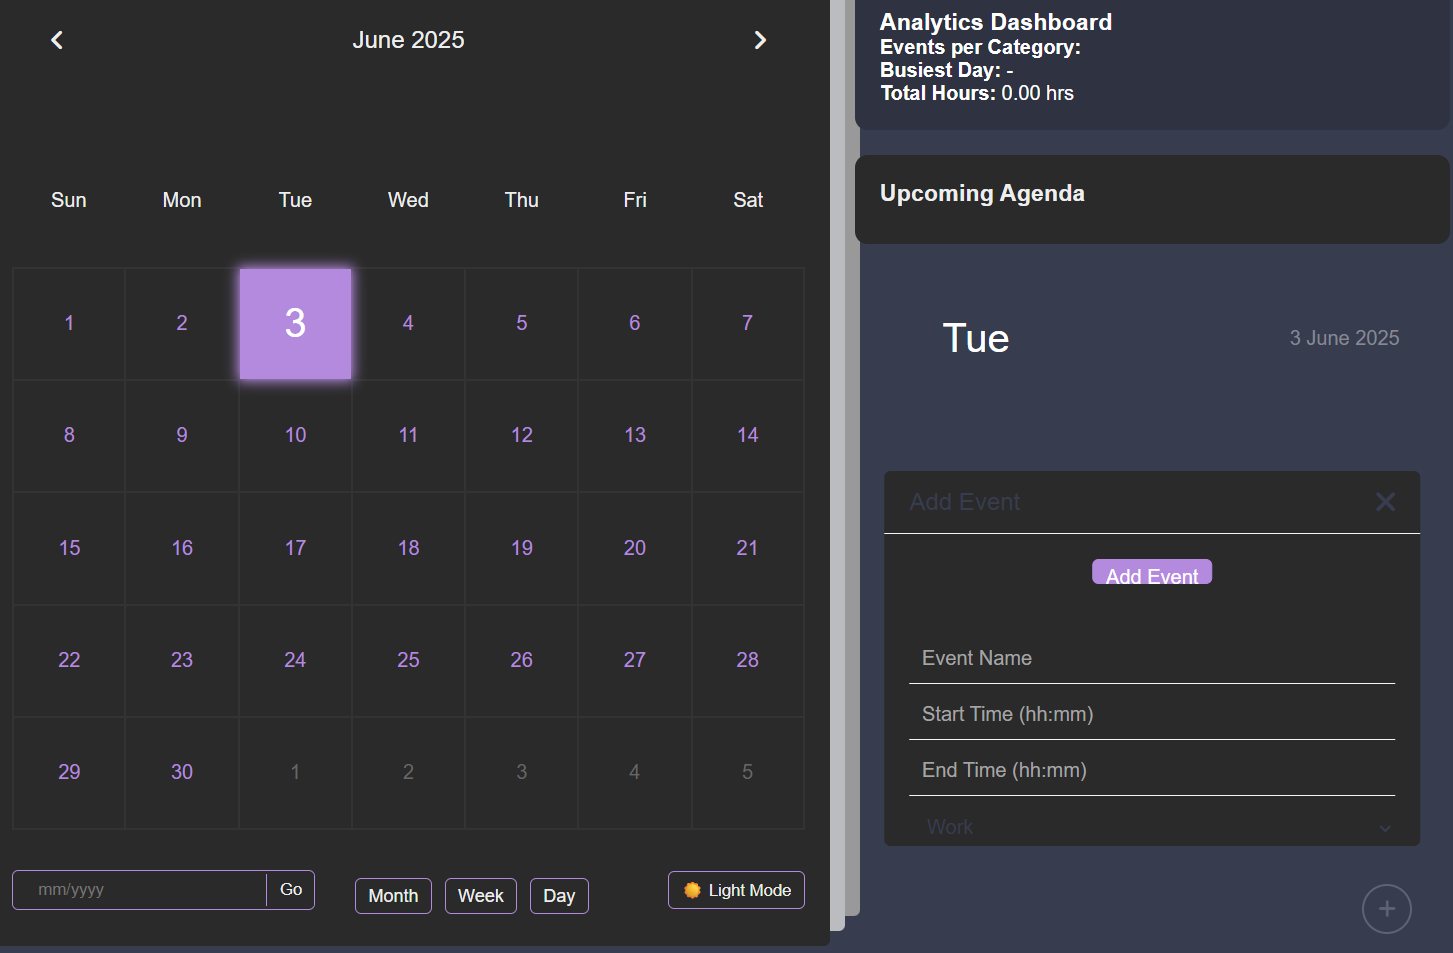 June 2025
Sun Mon Tue Wed Thu Fri Sat
1 2 3 4 5 6 7
8 9 10 11 12 13 14
15 16 17 18 19 20 21
22 23 24 25 26 27 28
29 30 1 2 3 4 5
mm/yyyy Go Month Week Day Light Mode
Analytics Dashboard
Events per Category:
Busiest Day: -
Total Hours: 0.00 hrs
Upcoming Agenda
Tue 3 June 2025
Add Event
Add Event
Event Name
Start Time (hh:mm)
End Time (hh:mm)
Work